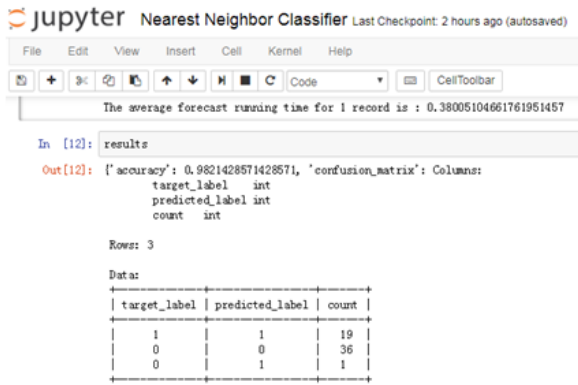 jupyter Nearest Neighbor Classifier Last Checkpoint: 2 hours ago (autosaved)
File Edit View Insert Cell Kernel Help
Code CellToolbar
The average forecast running time for 1 record is : 0.38005104661761951457
In [12]: results
Out[12]: {'accuracy': 0.9821428571428571, 'confusion_matrix': Columns:
target_label int
predicted_label int
count int
Rows: 3
Data:
+--------------+-----------------+-------+
| target_label | predicted_label | count |
+--------------+-----------------+-------+
| 1 | 1 | 19 |
| 0 | 0 | 36 |
| 0 | 1 | 1 |
+--------------+-----------------+-------+